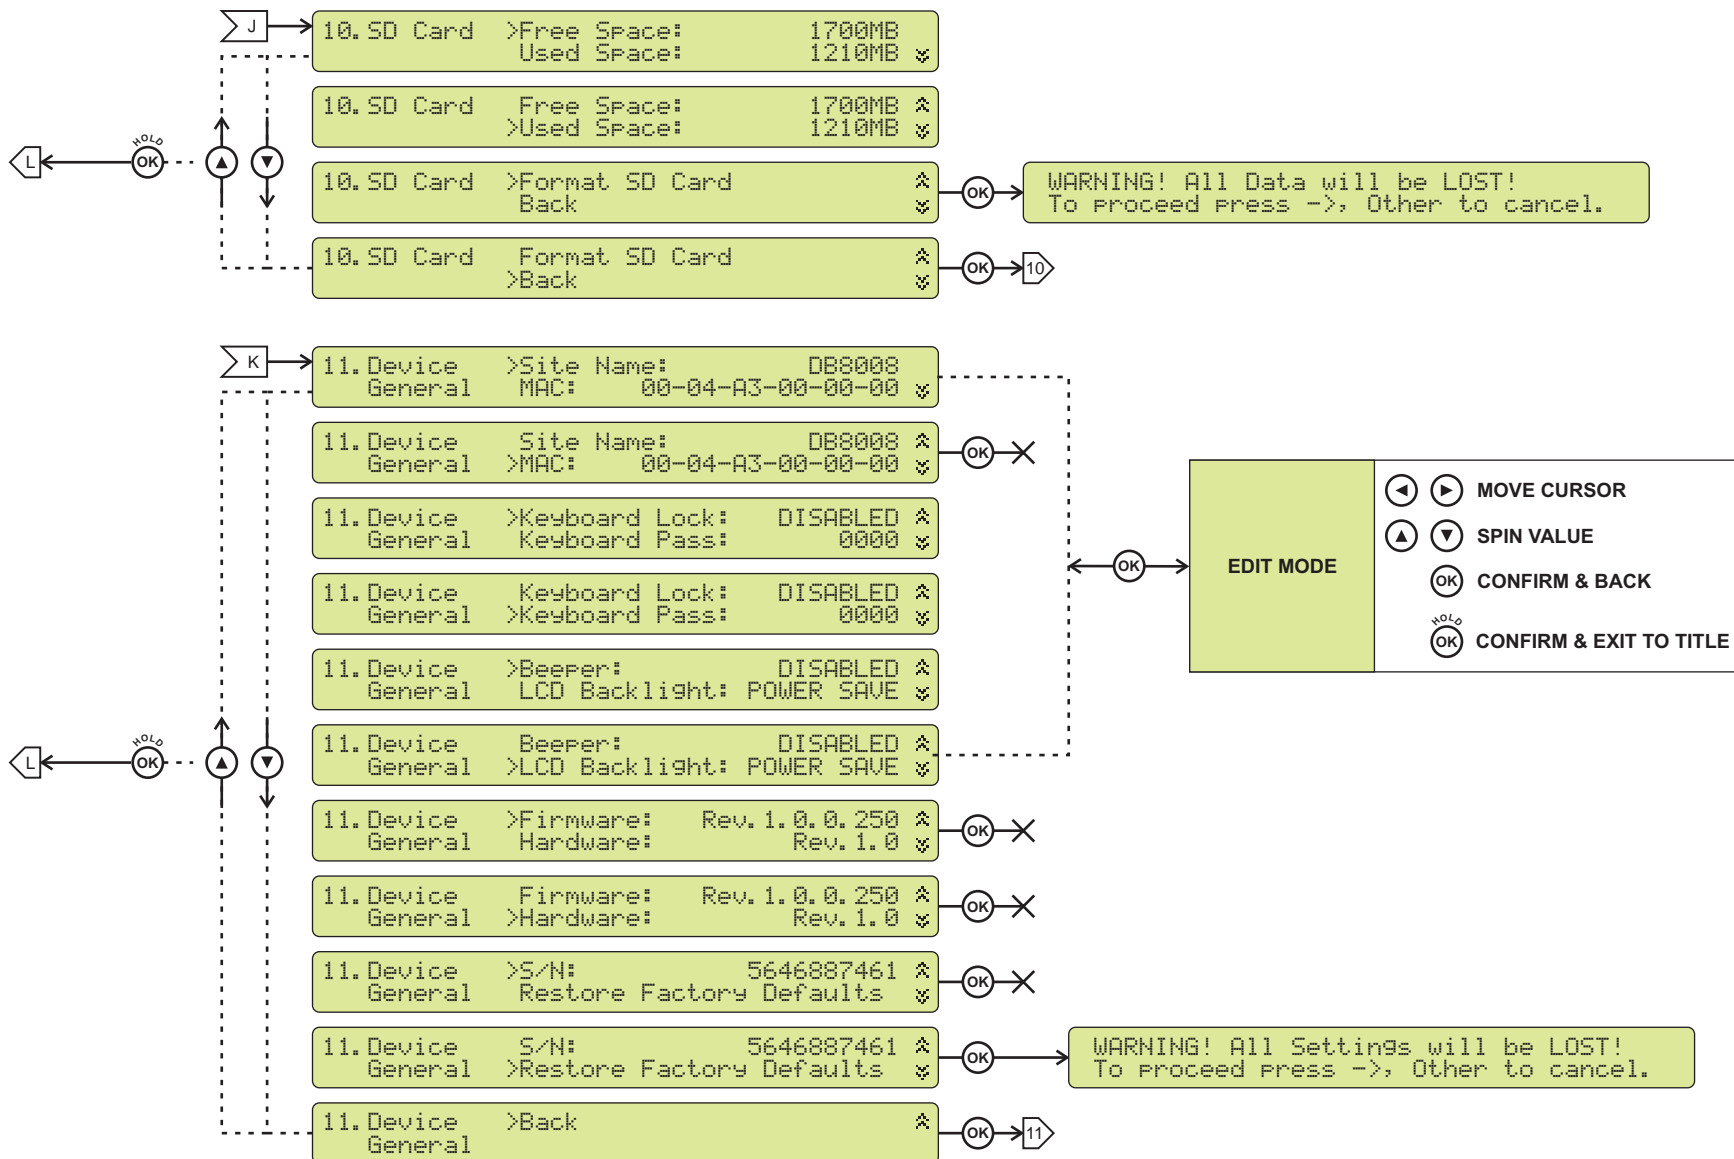 J
10.SD Card >Free Space: 1700MB
Used Space: 1210MB
10.SD Card Free Space: 1700MB
>Used Space: 1210MB
L
HOLD
OK
10.SD Card >Format SD Card
Back
OK
WARNING! All Data will be LOST!
To proceed press ->, Other to cancel.
10.SD Card Format SD Card
>Back
OK
10
K
11.Device >Site Name: DB8008
General MAC: 00-04-A3-00-00-00
11.Device Site Name: DB8008
General >MAC: 00-04-A3-00-00-00
OK
11.Device >Keyboard Lock: DISABLED
General Keyboard Pass: 0000
11.Device Keyboard Lock: DISABLED
General >Keyboard Pass: 0000
OK
EDIT MODE
MOVE CURSOR
SPIN VALUE
OK CONFIRM & BACK
HOLD
OK CONFIRM & EXIT TO TITLE
11.Device >Beeper: DISABLED
General LCD Backlight: POWER SAVE
11.Device Beeper: DISABLED
General >LCD Backlight: POWER SAVE
L
HOLD
OK
11.Device >Firmware: Rev.1.0.0.250
General Hardware: Rev.1.0
OK
11.Device Firmware: Rev.1.0.0.250
General >Hardware: Rev.1.0
OK
11.Device >S/N: 5646887461
General Restore Factory Defaults
OK
11.Device S/N: 5646887461
General >Restore Factory Defaults
OK
WARNING! All Settings will be LOST!
To proceed press ->, Other to cancel.
11.Device >Back
General
OK
11